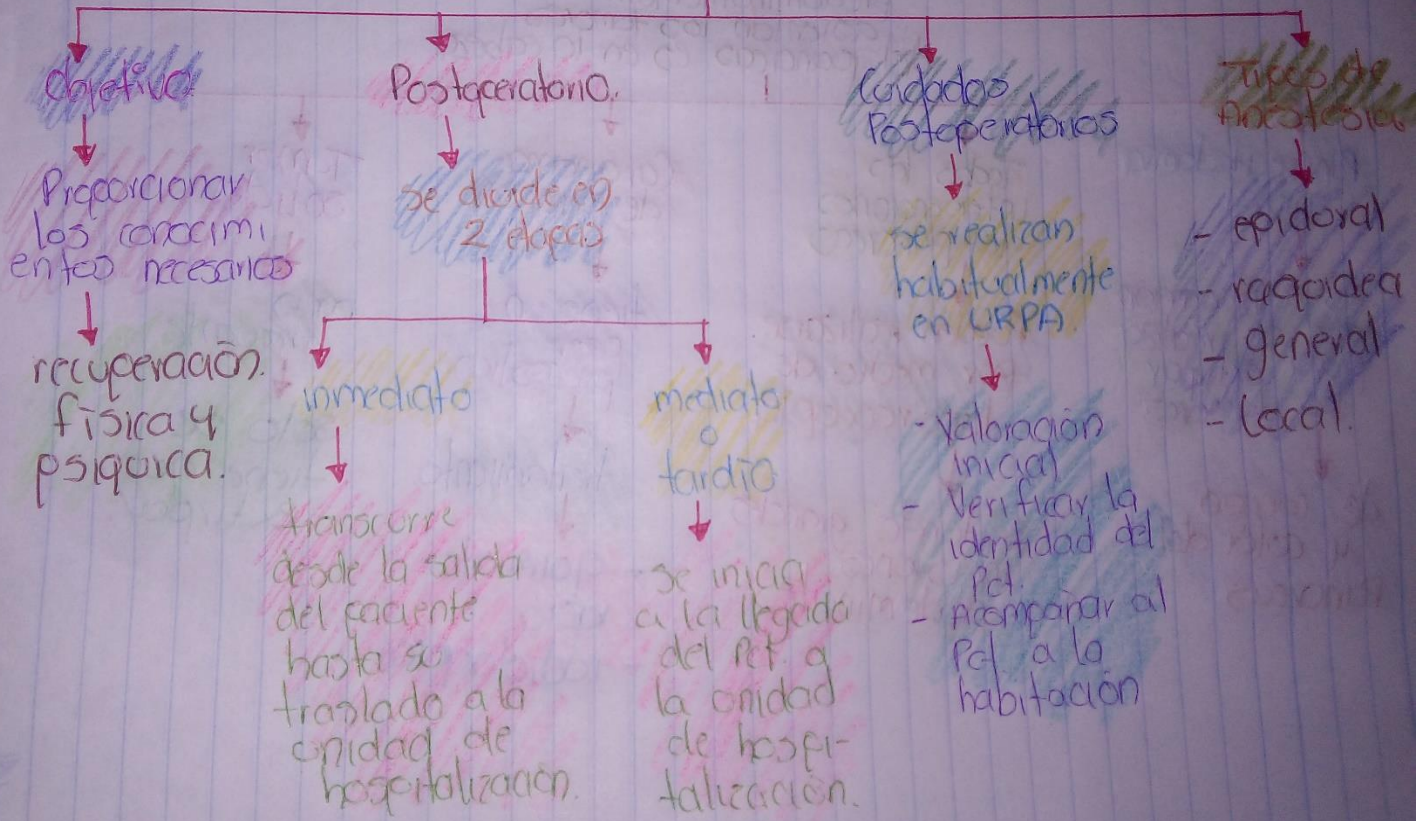 Objetivo
Proporcionar
los conocimi
entos necesarios
recuperación.
física y
psíquica.
Postoperatorio.
se divide en
2 etapas
inmediato
transcurre
desde la salida
del paciente
hasta su
traslado a la
unidad de
hospitalización.
mediato
o
tardío
se inicia
a la llegada
del Pct. a
la unidad
de hospi-
talización.
Cuidados
Postoperatorios
se realizan
habitualmente
en URPA
- Valoración
inicial
- Verificar la
identidad del
Pct.
- Acompañar al
Pct a la
habitación
Tipos de
Anestesias
- epidural
- raquidea
- general
- Local.